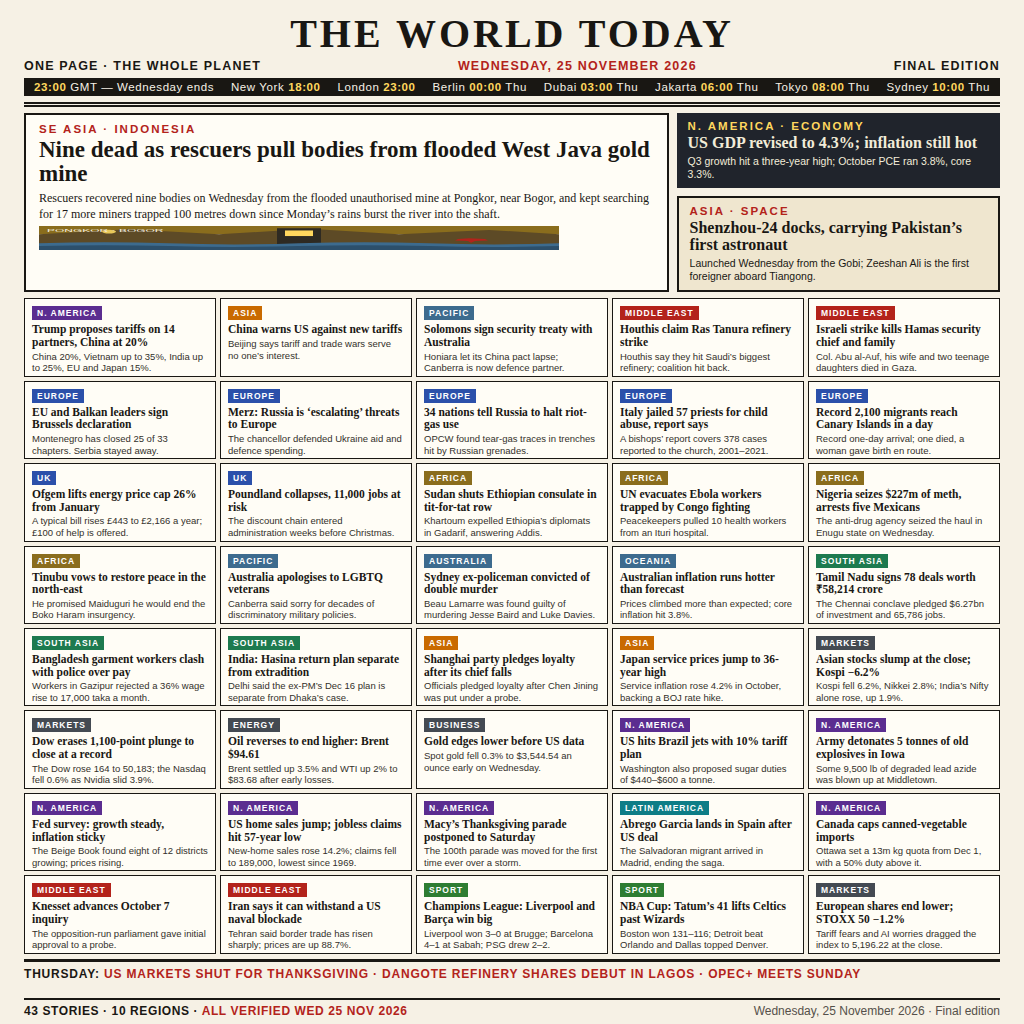 THE WORLD TODAY
ONE PAGE · THE WHOLE PLANET
WEDNESDAY, 25 NOVEMBER 2026
FINAL EDITION
23:00 GMT — Wednesday ends New York 18:00 London 23:00 Berlin 00:00 Thu Dubai 03:00 Thu Jakarta 06:00 Thu Tokyo 08:00 Thu Sydney 10:00 Thu
SE ASIA · INDONESIA
Nine dead as rescuers pull bodies from flooded West Java gold
mine
Rescuers recovered nine bodies on Wednesday from the flooded unauthorised mine at Pongkor, near Bogor, and kept searching
for 17 more miners trapped 100 metres down since Monday’s rains burst the river into the shaft.
PONGKOR · BOGOR
N. AMERICA · ECONOMY
US GDP revised to 4.3%; inflation still hot
Q3 growth hit a three-year high; October PCE ran 3.8%, core
3.3%.
ASIA · SPACE
Shenzhou-24 docks, carrying Pakistan’s
first astronaut
Launched Wednesday from the Gobi; Zeeshan Ali is the first
foreigner aboard Tiangong.
N. AMERICA
Trump proposes tariffs on 14
partners, China at 20%
China 20%, Vietnam up to 35%, India up
to 25%, EU and Japan 15%.
ASIA
China warns US against new tariffs
Beijing says tariff and trade wars serve
no one’s interest.
PACIFIC
Solomons sign security treaty with
Australia
Honiara let its China pact lapse;
Canberra is now defence partner.
MIDDLE EAST
Houthis claim Ras Tanura refinery
strike
Houthis say they hit Saudi’s biggest
refinery; coalition hit back.
MIDDLE EAST
Israeli strike kills Hamas security
chief and family
Col. Abu al-Auf, his wife and two teenage
daughters died in Gaza.
EUROPE
EU and Balkan leaders sign
Brussels declaration
Montenegro has closed 25 of 33
chapters. Serbia stayed away.
EUROPE
Merz: Russia is ‘escalating’ threats
to Europe
The chancellor defended Ukraine aid and
defence spending.
EUROPE
34 nations tell Russia to halt riot-
gas use
OPCW found tear-gas traces in trenches
hit by Russian grenades.
EUROPE
Italy jailed 57 priests for child
abuse, report says
A bishops’ report covers 378 cases
reported to the church, 2001–2021.
EUROPE
Record 2,100 migrants reach
Canary Islands in a day
Record one-day arrival; one died, a
woman gave birth en route.
UK
Ofgem lifts energy price cap 26%
from January
A typical bill rises £443 to £2,166 a year;
£100 of help is offered.
UK
Poundland collapses, 11,000 jobs at
risk
The discount chain entered
administration weeks before Christmas.
AFRICA
Sudan shuts Ethiopian consulate in
tit-for-tat row
Khartoum expelled Ethiopia’s diplomats
in Gadarif, answering Addis.
AFRICA
UN evacuates Ebola workers
trapped by Congo fighting
Peacekeepers pulled 10 health workers
from an Ituri hospital.
AFRICA
Nigeria seizes $227m of meth,
arrests five Mexicans
The anti-drug agency seized the haul in
Enugu state on Wednesday.
AFRICA
Tinubu vows to restore peace in the
north-east
He promised Maiduguri he would end the
Boko Haram insurgency.
PACIFIC
Australia apologises to LGBTQ
veterans
Canberra said sorry for decades of
discriminatory military policies.
AUSTRALIA
Sydney ex-policeman convicted of
double murder
Beau Lamarre was found guilty of
murdering Jesse Baird and Luke Davies.
OCEANIA
Australian inflation runs hotter
than forecast
Prices climbed more than expected; core
inflation hit 3.8%.
SOUTH ASIA
Tamil Nadu signs 78 deals worth
₹58,214 crore
The Chennai conclave pledged $6.27bn
of investment and 65,786 jobs.
SOUTH ASIA
Bangladesh garment workers clash
with police over pay
Workers in Gazipur rejected a 36% wage
rise to 17,000 taka a month.
SOUTH ASIA
India: Hasina return plan separate
from extradition
Delhi said the ex-PM’s Dec 16 plan is
separate from Dhaka’s case.
ASIA
Shanghai party pledges loyalty
after its chief falls
Officials pledged loyalty after Chen Jining
was put under a probe.
ASIA
Japan service prices jump to 36-
year high
Service inflation rose 4.2% in October,
backing a BOJ rate hike.
MARKETS
Asian stocks slump at the close;
Kospi −6.2%
Kospi fell 6.2%, Nikkei 2.8%; India’s Nifty
alone rose, up 1.9%.
MARKETS
Dow erases 1,100-point plunge to
close at a record
The Dow rose 164 to 50,183; the Nasdaq
fell 0.6% as Nvidia slid 3.9%.
ENERGY
Oil reverses to end higher: Brent
$94.61
Brent settled up 3.5% and WTI up 2% to
$83.68 after early losses.
BUSINESS
Gold edges lower before US data
Spot gold fell 0.3% to $3,544.54 an
ounce early on Wednesday.
N. AMERICA
US hits Brazil jets with 10% tariff
plan
Washington also proposed sugar duties
of $440–$600 a tonne.
N. AMERICA
Army detonates 5 tonnes of old
explosives in Iowa
Some 9,500 lb of degraded lead azide
was blown up at Middletown.
N. AMERICA
Fed survey: growth steady,
inflation sticky
The Beige Book found eight of 12 districts
growing; prices rising.
N. AMERICA
US home sales jump; jobless claims
hit 57-year low
New-home sales rose 14.2%; claims fell
to 189,000, lowest since 1969.
N. AMERICA
Macy’s Thanksgiving parade
postponed to Saturday
The 100th parade was moved for the first
time ever over a storm.
LATIN AMERICA
Abrego Garcia lands in Spain after
US deal
The Salvadoran migrant arrived in
Madrid, ending the saga.
N. AMERICA
Canada caps canned-vegetable
imports
Ottawa set a 13m kg quota from Dec 1,
with a 50% duty above it.
MIDDLE EAST
Knesset advances October 7
inquiry
The opposition-run parliament gave initial
approval to a probe.
MIDDLE EAST
Iran says it can withstand a US
naval blockade
Tehran said border trade has risen
sharply; prices are up 88.7%.
SPORT
Champions League: Liverpool and
Barça win big
Liverpool won 3–0 at Brugge; Barcelona
4–1 at Sabah; PSG drew 2–2.
SPORT
NBA Cup: Tatum’s 41 lifts Celtics
past Wizards
Boston won 131–116; Detroit beat
Orlando and Dallas topped Denver.
MARKETS
European shares end lower;
STOXX 50 −1.2%
Tariff fears and AI worries dragged the
index to 5,196.22 at the close.
THURSDAY: US MARKETS SHUT FOR THANKSGIVING · DANGOTE REFINERY SHARES DEBUT IN LAGOS · OPEC+ MEETS SUNDAY
43 STORIES · 10 REGIONS · ALL VERIFIED WED 25 NOV 2026
Wednesday, 25 November 2026 · Final edition